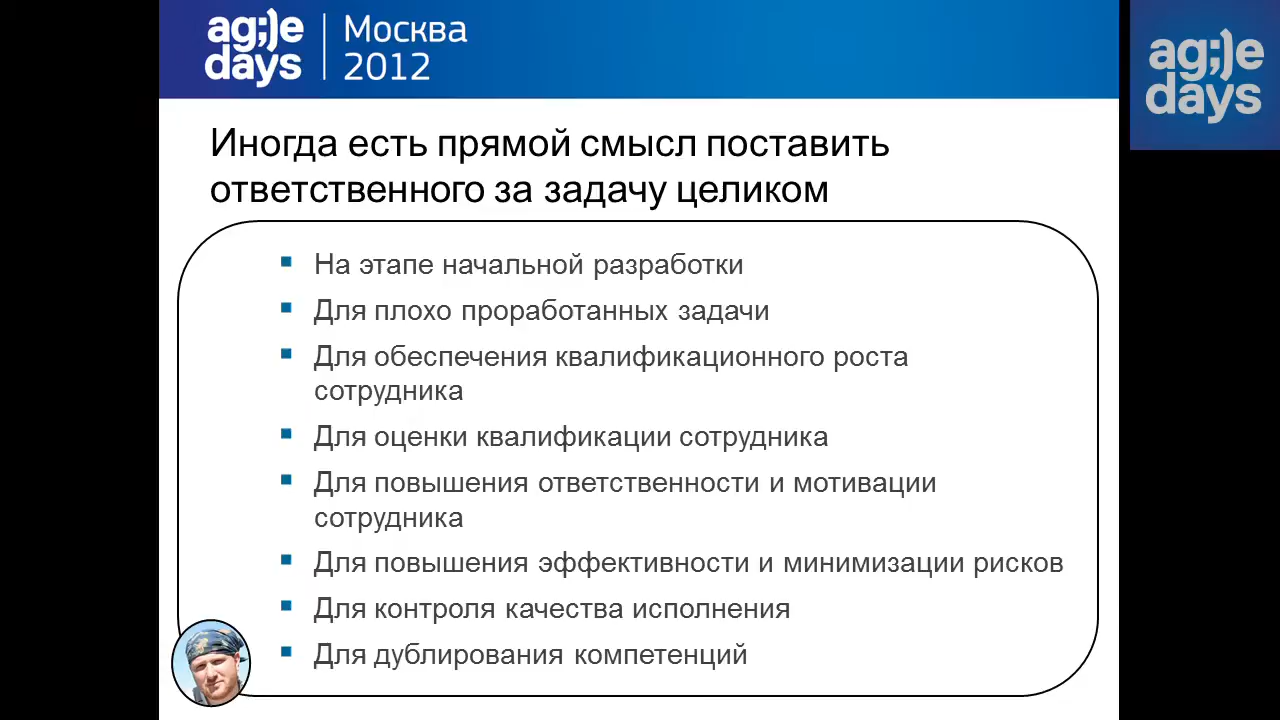 ag;)e
days
Москва
2012
ag;)e
days
Иногда есть прямой смысл поставить
ответственного за задачу целиком
На этапе начальной разработки
Для плохо проработанных задачи
Для обеспечения квалификационного роста
сотрудника
Для оценки квалификации сотрудника
Для повышения ответственности и мотивации
сотрудника
Для повышения эффективности и минимизации рисков
Для контроля качества исполнения
Для дублирования компетенций